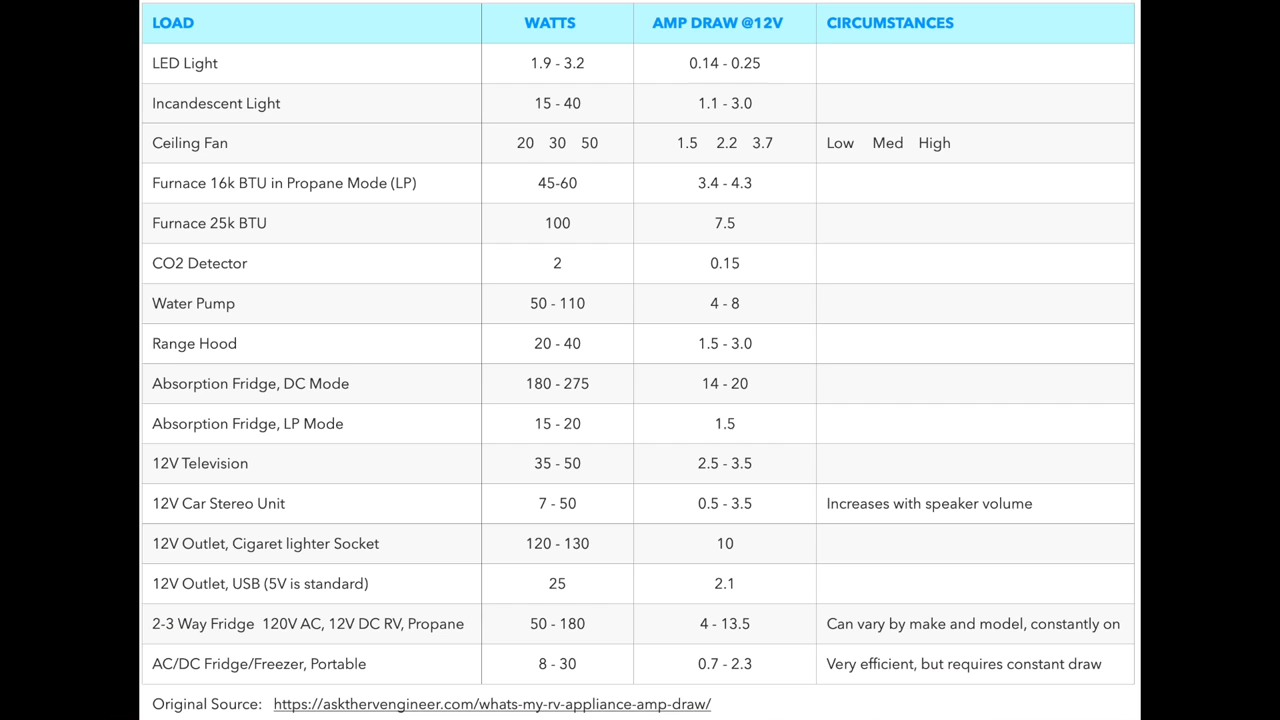 LOAD WATTS AMP DRAW @12V CIRCUMSTANCES
LED Light 1.9 - 3.2 0.14 - 0.25
Incandescent Light 15 - 40 1.1 - 3.0
Ceiling Fan 20 30 50 1.5 2.2 3.7 Low Med High
Furnace 16k BTU in Propane Mode (LP) 45-60 3.4 - 4.3
Furnace 25k BTU 100 7.5
CO2 Detector 2 0.15
Water Pump 50 - 110 4 - 8
Range Hood 20 - 40 1.5 - 3.0
Absorption Fridge, DC Mode 180 - 275 14 - 20
Absorption Fridge, LP Mode 15 - 20 1.5
12V Television 35 - 50 2.5 - 3.5
12V Car Stereo Unit 7 - 50 0.5 - 3.5 Increases with speaker volume
12V Outlet, Cigaret lighter Socket 120 - 130 10
12V Outlet, USB (5V is standard) 25 2.1
2-3 Way Fridge 120V AC, 12V DC RV, Propane 50 - 180 4 - 13.5 Can vary by make and model, constantly on
AC/DC Fridge/Freezer, Portable 8 - 30 0.7 - 2.3 Very efficient, but requires constant draw
Original Source: https://askthervengineer.com/whats-my-rv-appliance-amp-draw/